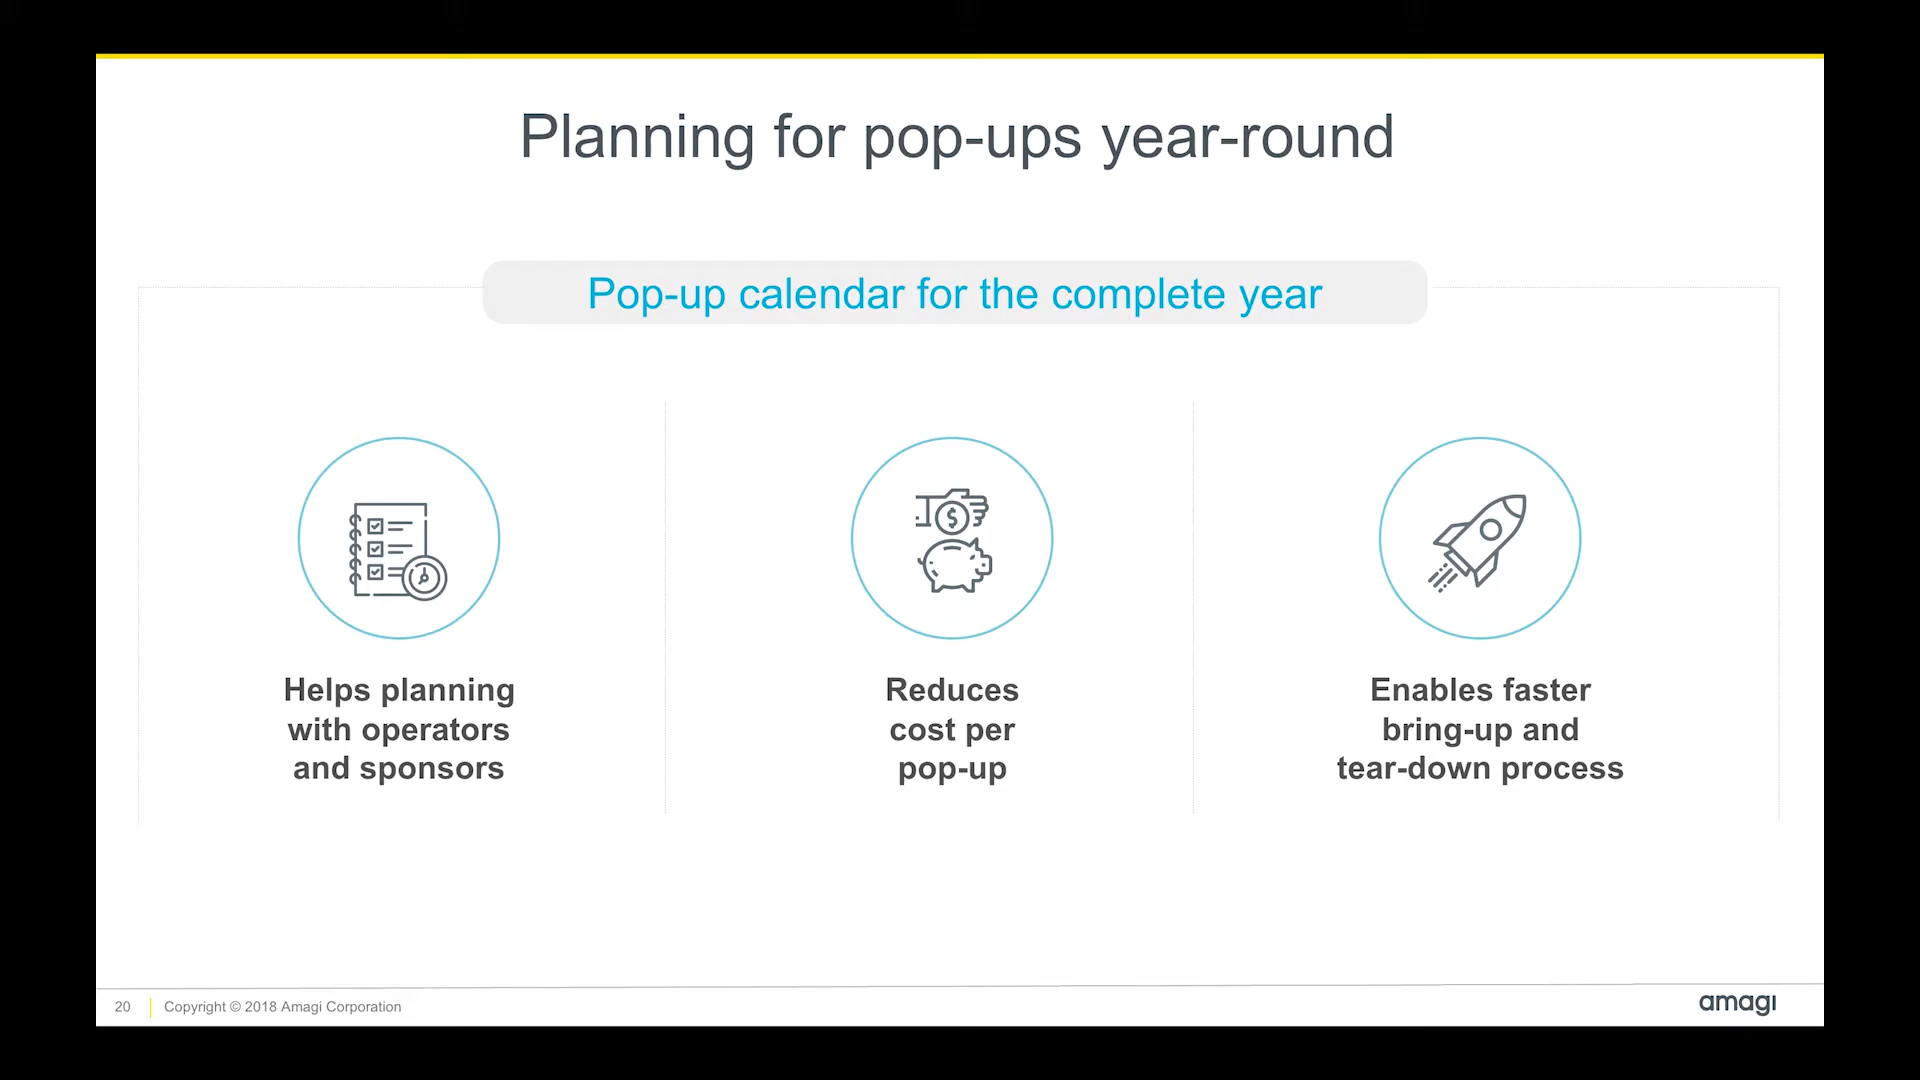 Planning for pop-ups year-round
Pop-up calendar for the complete year
Helps planning
with operators
and sponsors
$
Reduces
cost per
pop-up
Enables faster
bring-up and
tear-down process
20
Copyright © 2018 Amagi Corporation
amagi